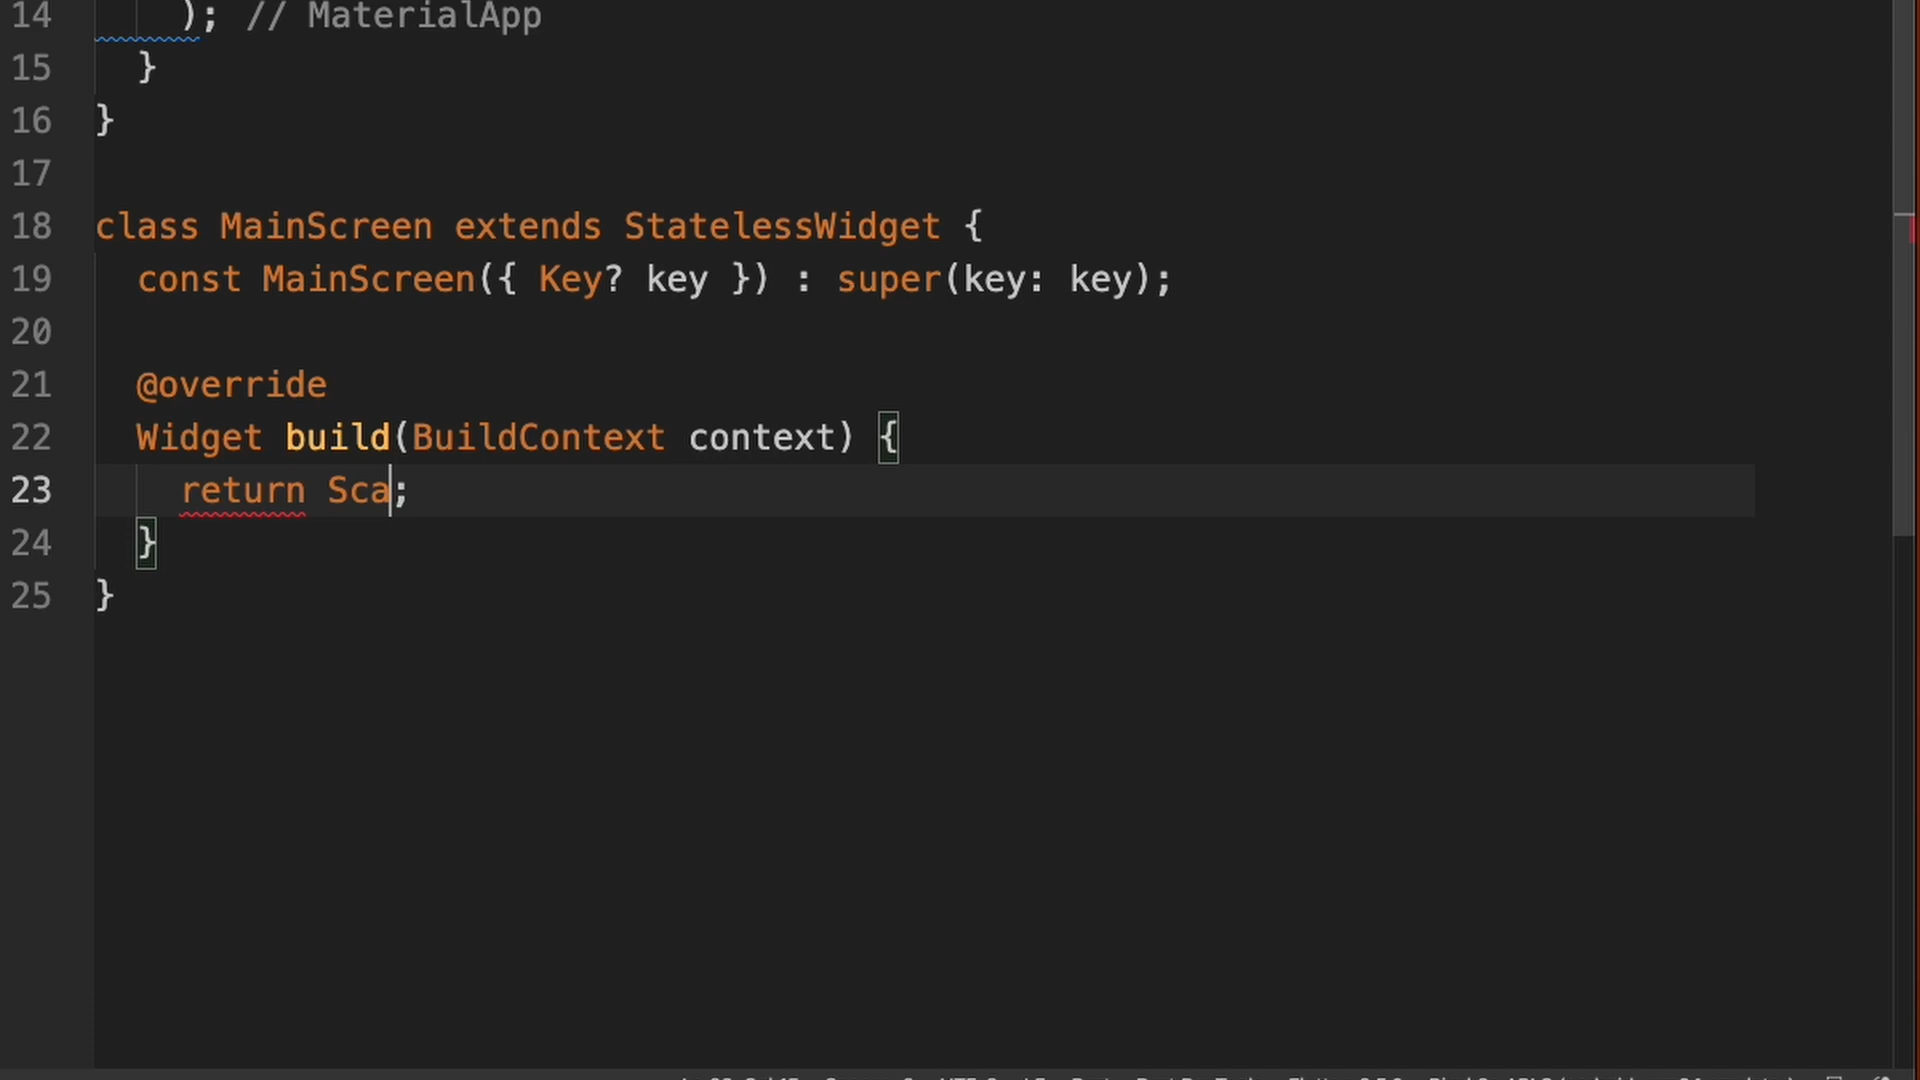 14 ); // MaterialApp
15 }
16 }
17
18 class MainScreen extends StatelessWidget {
19 const MainScreen({ Key? key }) : super(key: key);
20
21 @override
22 Widget build(BuildContext context) {
23 return Sca;
24 }
25 }